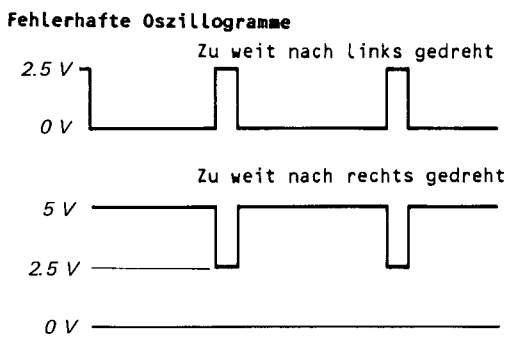 Fehlerhafte Oszillogramme
Zu weit nach links gedreht
2.5 V
0 V
Zu weit nach rechts gedreht
5 V
2.5 V
0 V